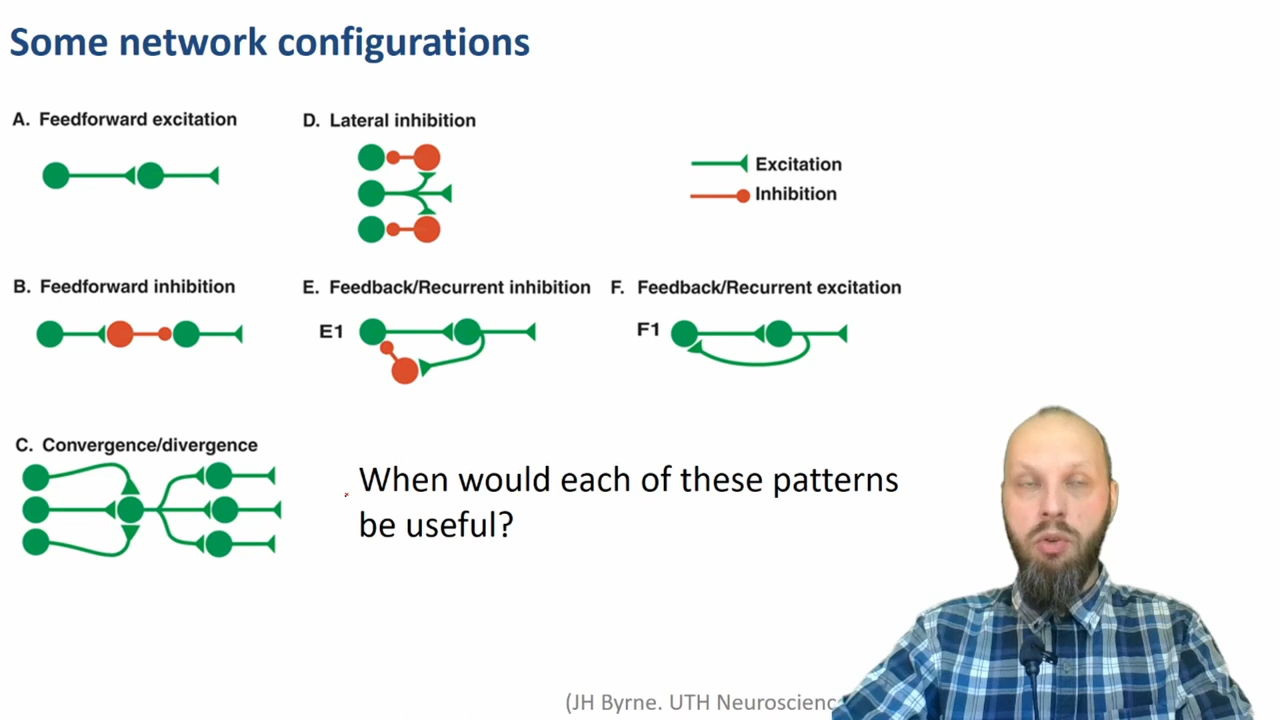 Some network configurations
A. Feedforward excitation
D. Lateral inhibition
Excitation
Inhibition
B. Feedforward inhibition
E. Feedback/Recurrent inhibition
F. Feedback/Recurrent excitation
E1
F1
C. Convergence/divergence
When would each of these patterns
be useful?
(JH Byrne. UTH Neuroscienc